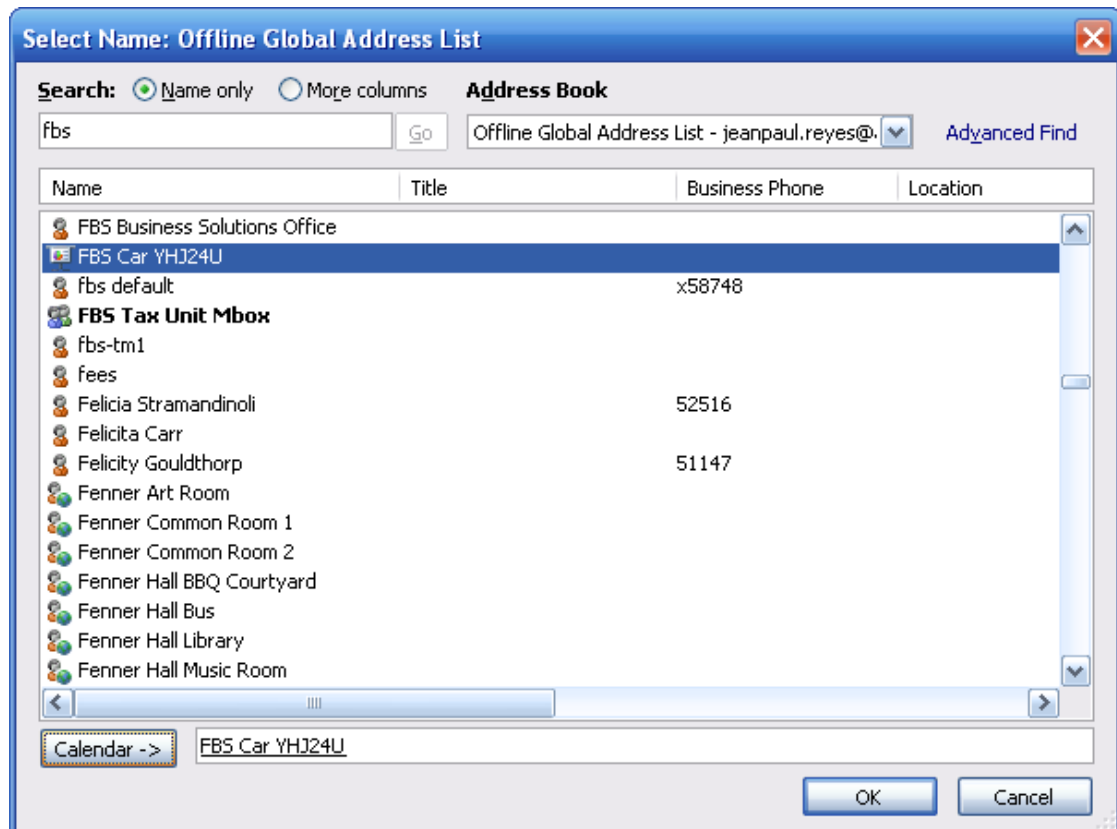 Select Name: Offline Global Address List
Search: Name only More columns Address Book
fbs Go Offline Global Address List - jeanpaul.reyes@. Advanced Find
Name Title Business Phone Location
FBS Business Solutions Office
FBS Car YHJ24U
fbs default x58748
FBS Tax Unit Mbox
fbs-tm1
fees
Felicia Stramandinoli 52516
Felicita Carr
Felicity Gouldthorp 51147
Fenner Art Room
Fenner Common Room 1
Fenner Common Room 2
Fenner Hall BBQ Courtyard
Fenner Hall Bus
Fenner Hall Library
Fenner Hall Music Room
Calendar -> FBS Car YHJ24U
OK Cancel